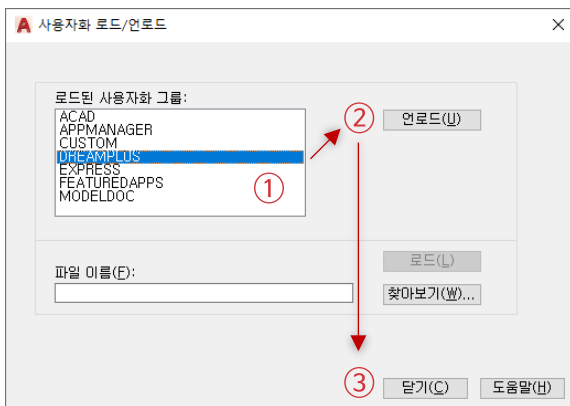 사용자화 로드/언로드
로드된 사용자화 그룹:
ACAD
APPMANAGER
CUSTOM
DREAMPLUS
EXPRESS
FEATUREDAPPS
MODELDOC
①
②
언로드(U)
로드(L)
파일 이름(F):
찾아보기(W)...
③
닫기(C)
도움말(H)